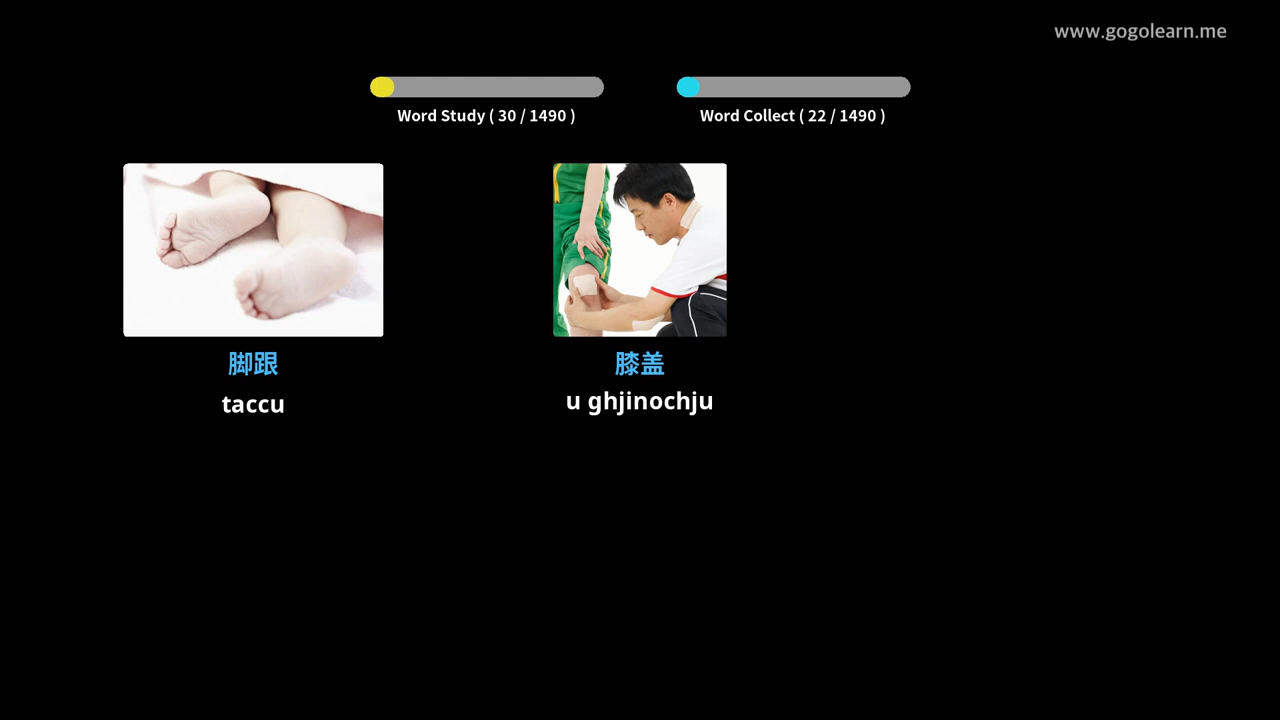 www.gogolearn.me
Word Study ( 30 / 1490 )
Word Collect ( 22 / 1490 )
脚跟
膝盖
taccu
u ghjinochju